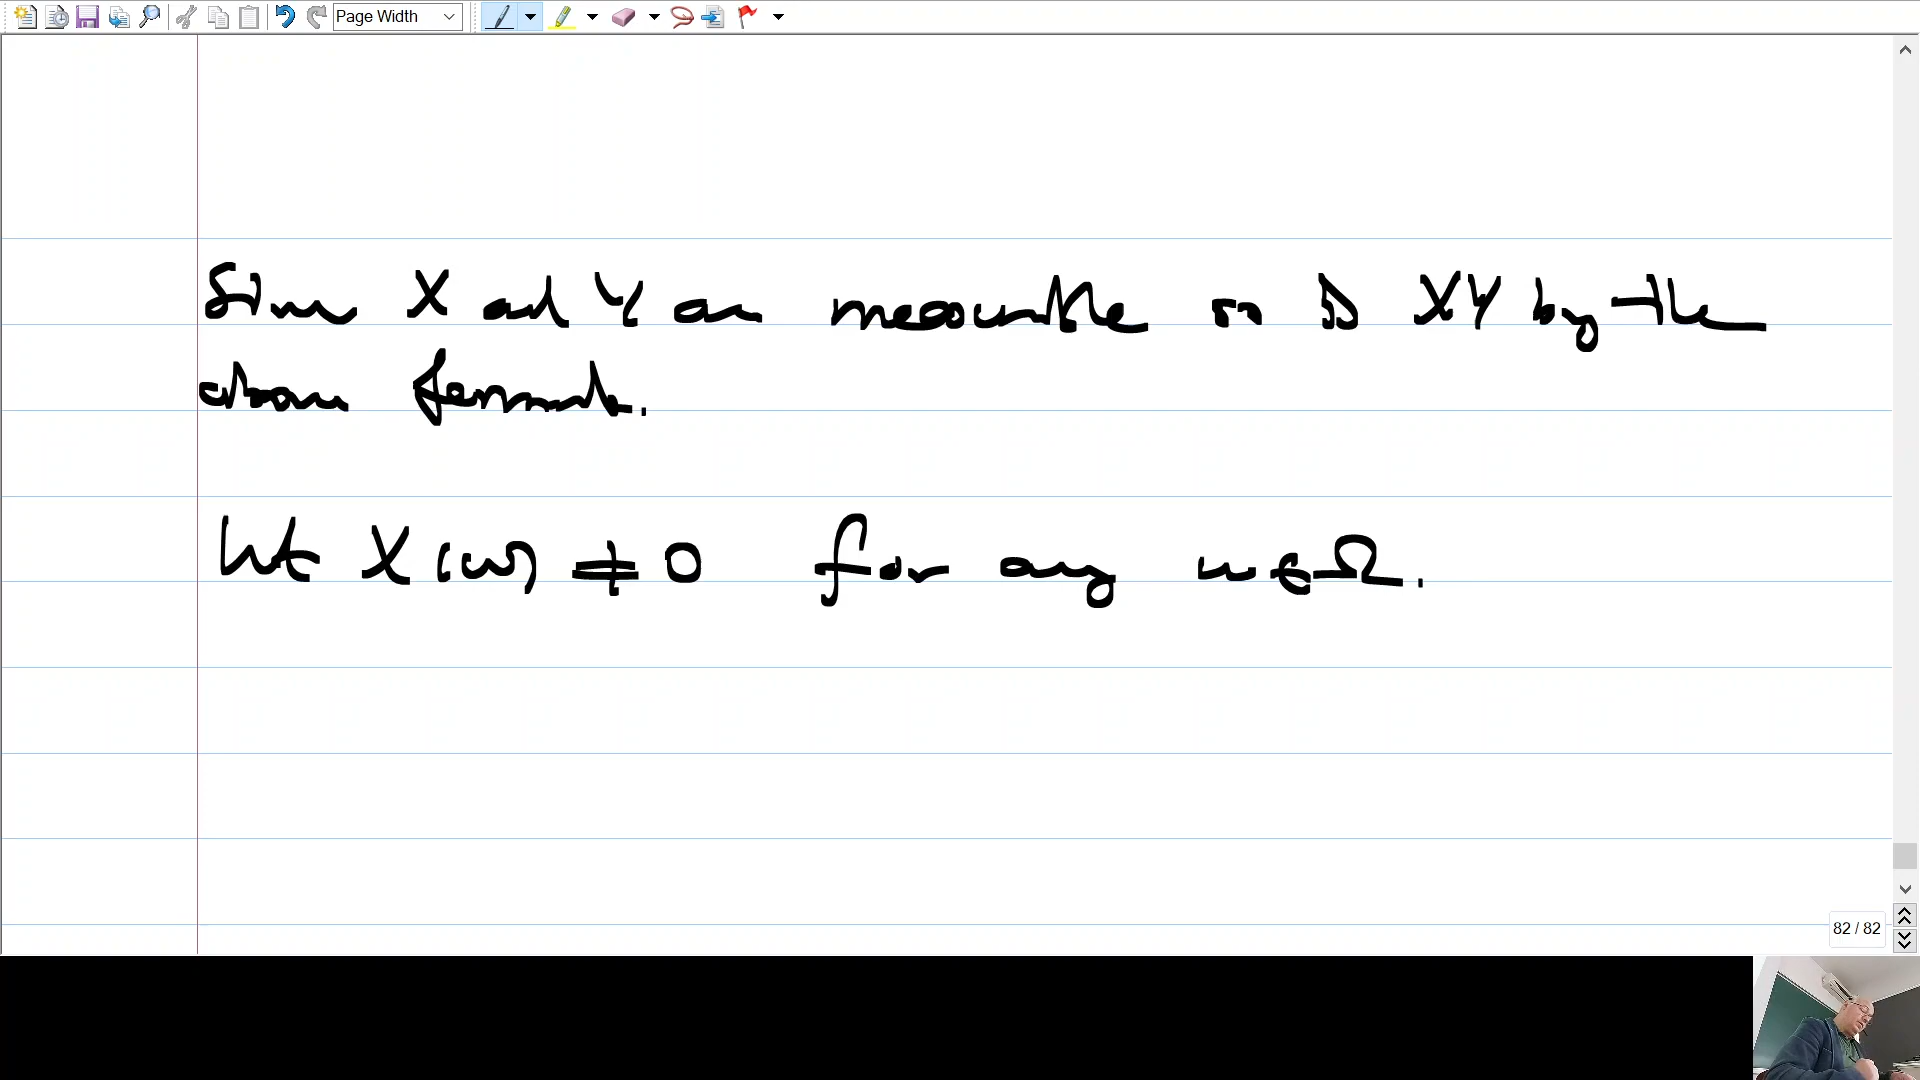 Page Width
Since X and Y are measurable so is XY by the
above formula.
Let X(ω) ≠ 0 for any ω ∈ Ω.
82 / 82